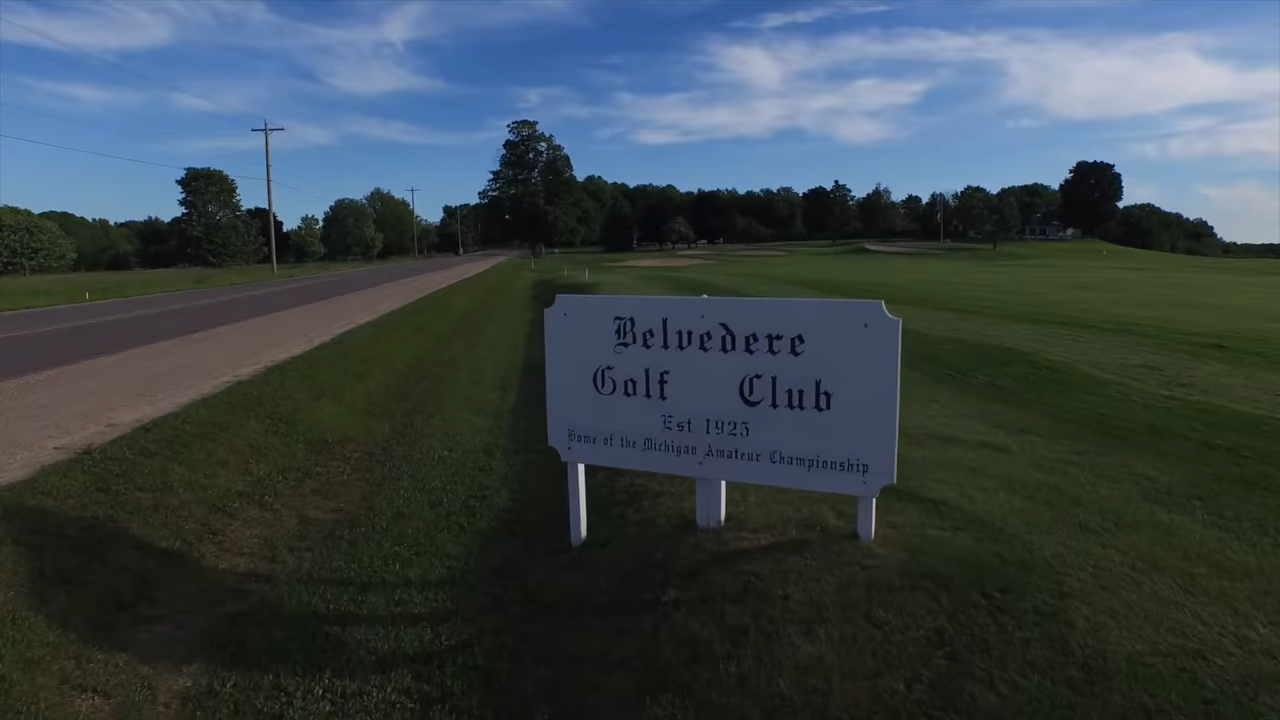 Belvedere
Golf Club
Est. 1925
Home of the Michigan Amateur Championship